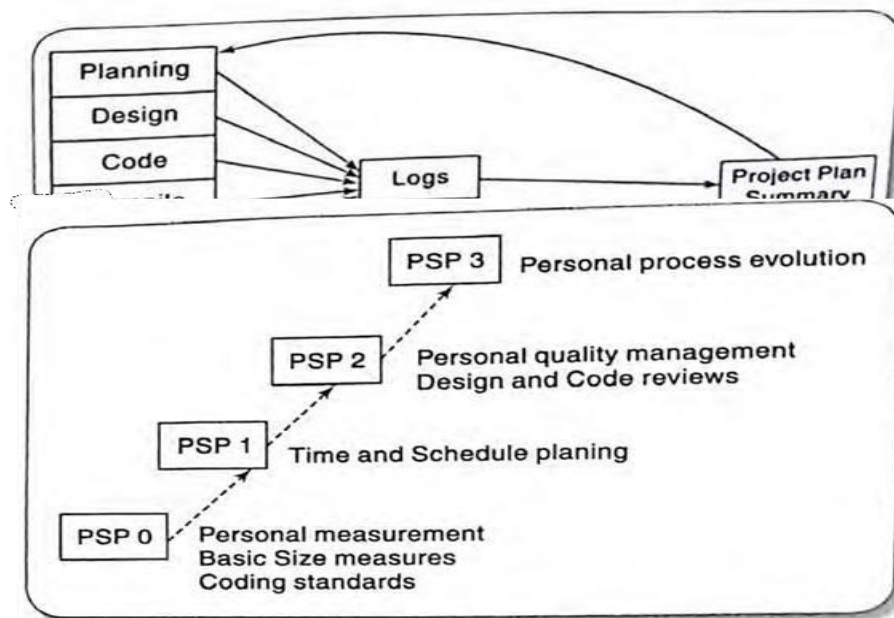 Planning
Design
Code
Logs
Project Plan
Summary
PSP 3
Personal process evolution
PSP 2
Personal quality management
Design and Code reviews
PSP 1
Time and Schedule planing
PSP 0
Personal measurement
Basic Size measures
Coding standards